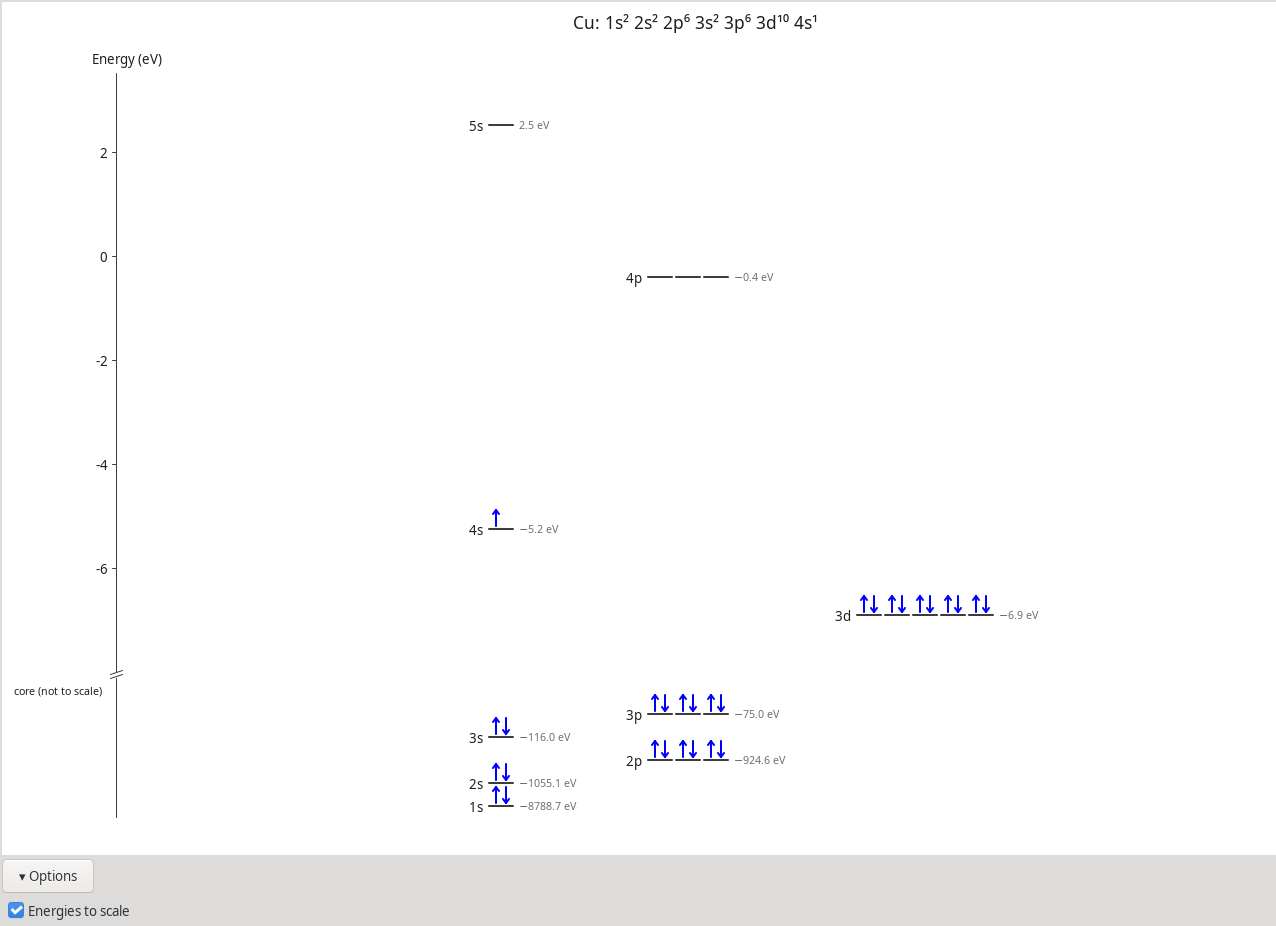 Cu: 1s² 2s² 2p⁶ 3s² 3p⁶ 3d¹⁰ 4s¹
Energy (eV)
5s 2.5 eV
2
0
4p −0.4 eV
-2
-4
4s −5.2 eV
-6
3d −6.9 eV
core (not to scale)
3p −75.0 eV
3s −116.0 eV
2p −924.6 eV
2s −1055.1 eV
1s −8788.7 eV
▾ Options
Energies to scale